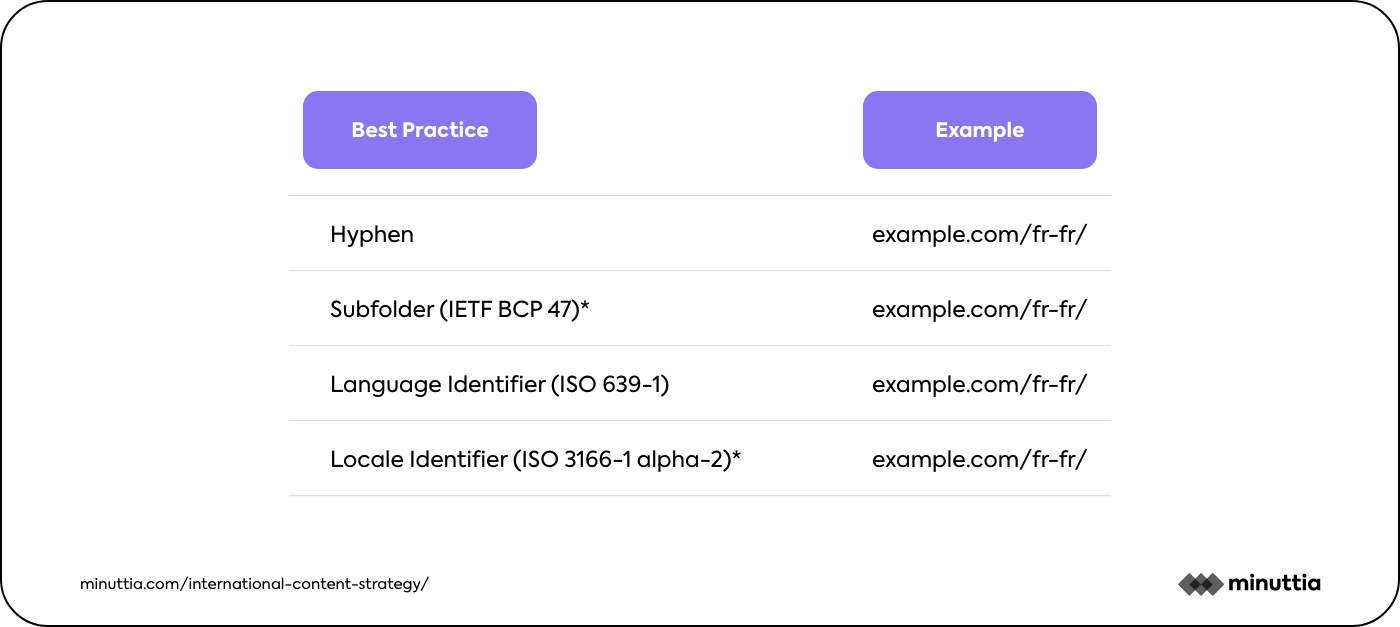 Best Practice Example
Hyphen example.com/fr-fr/
Subfolder (IETF BCP 47)* example.com/fr-fr/
Language Identifier (ISO 639-1) example.com/fr-fr/
Locale Identifier (ISO 3166-1 alpha-2)* example.com/fr-fr/
minuttia.com/international-content-strategy/ minuttia